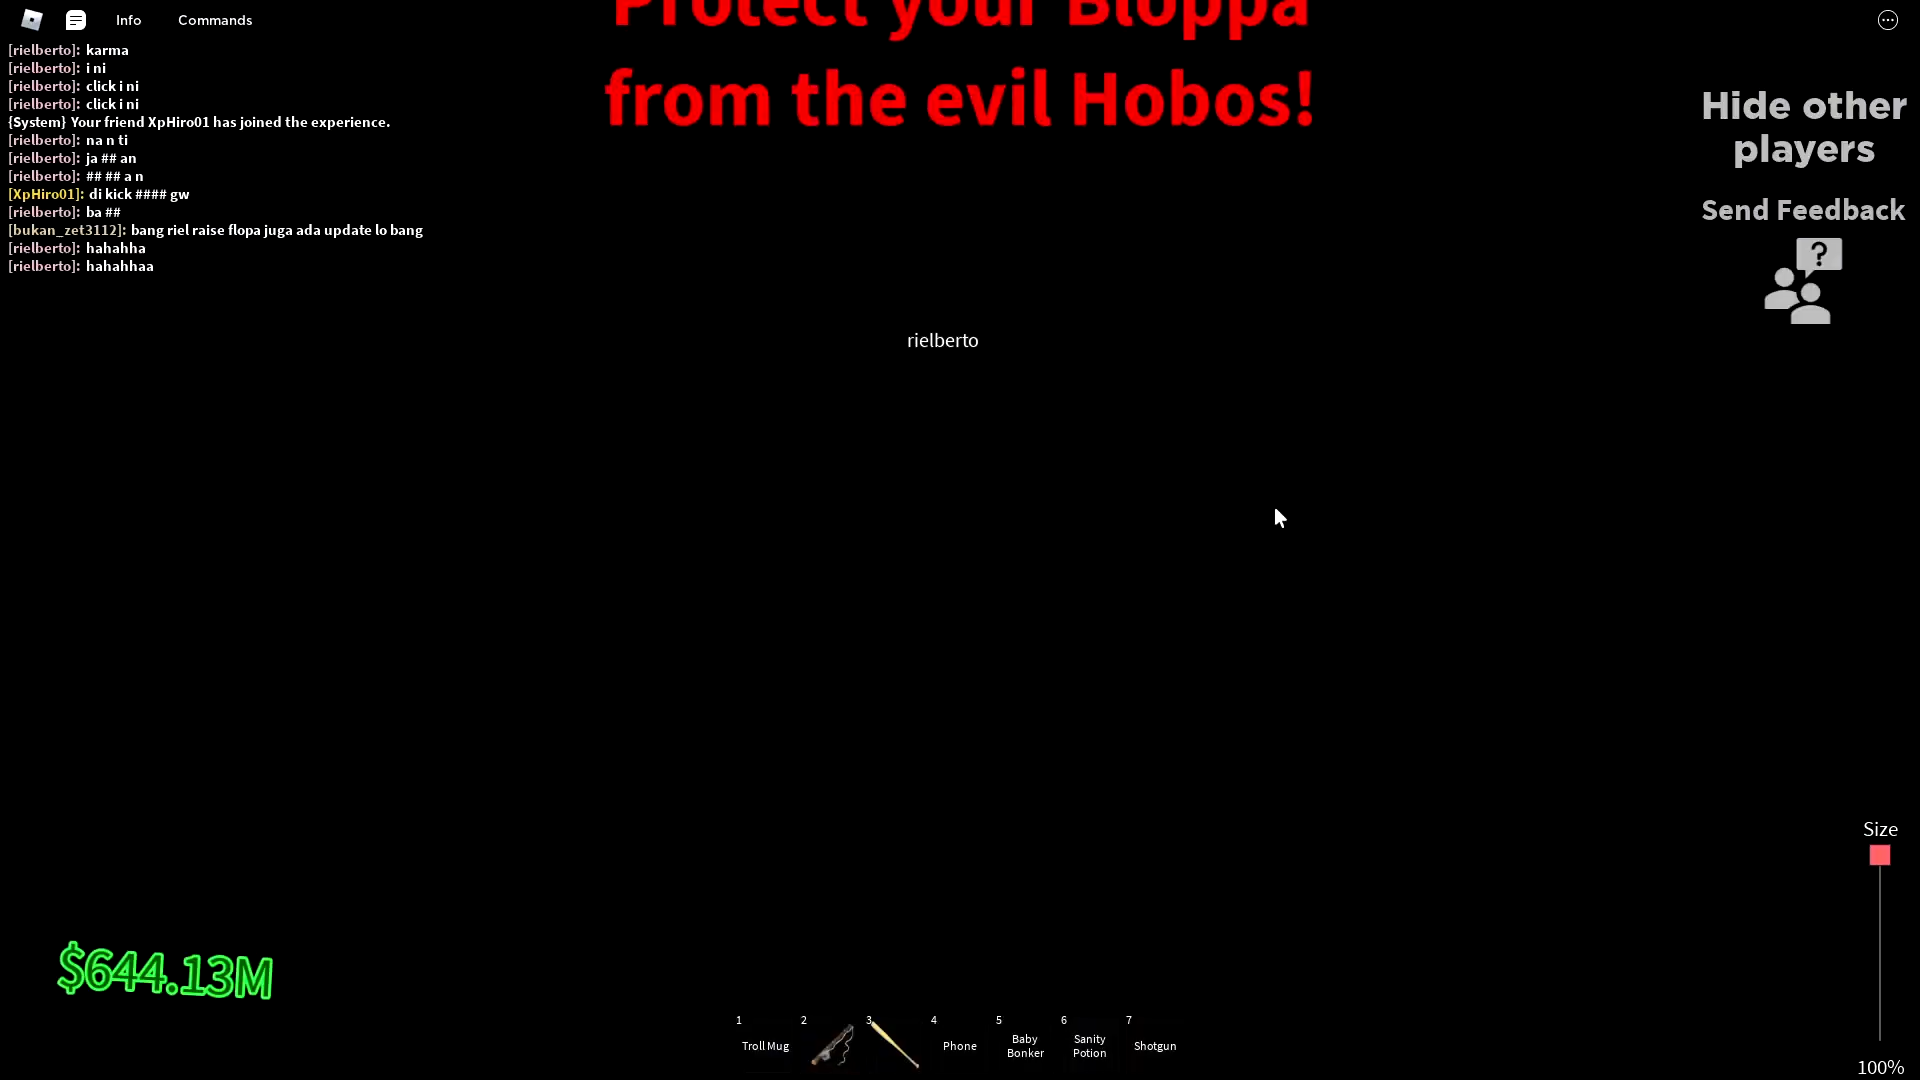 Info Commands
[rielberto]: karma
[rielberto]: i ni
[rielberto]: click i ni
[rielberto]: click i ni
{System} Your friend XpHiro01 has joined the experience.
[rielberto]: na n ti
[rielberto]: ja ## an
[rielberto]: ## ## a n
[XpHiro01]: di kick #### gw
[rielberto]: ba ##
[bukan_zet3112]: bang riel raise flopa juga ada update lo bang
[rielberto]: hahahha
[rielberto]: hahahhaa
Protect your Bloppa
from the evil Hobos!
Hide other
players
Send Feedback
?
rielberto
Size
100%
$644.13M
1 2 3 4 5 6 7
Troll Mug
Phone
Baby
Bonker
Sanity
Potion
Shotgun